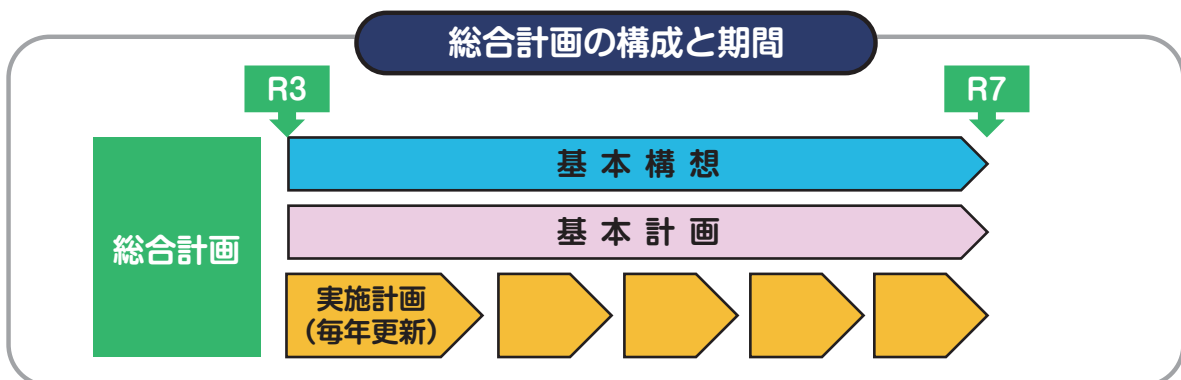 総合計画の構成と期間
R3
R7
総合計画
基本構想
基本計画
実施計画
（毎年更新）